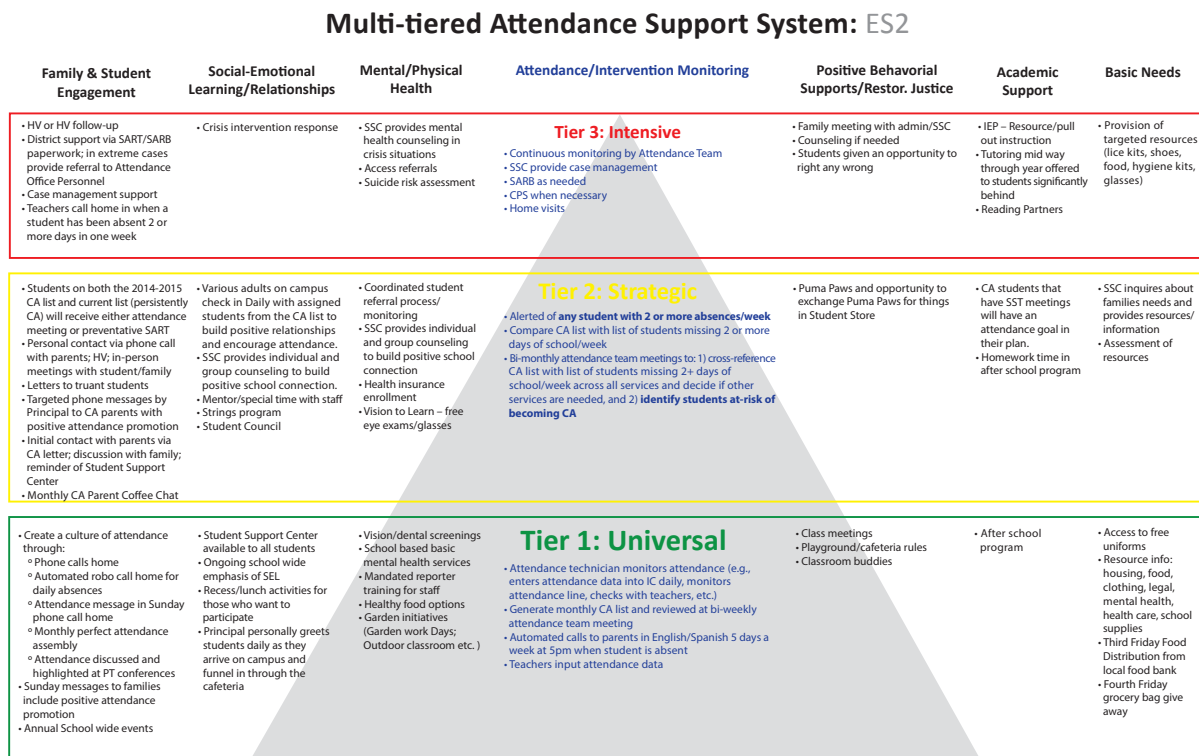 Multi-tiered Attendance Support System: ES2
Family & Student
Engagement
Social-Emotional
Learning/Relationships
Mental/Physical
Health
Attendance/Intervention Monitoring
Positive Behavorial
Supports/Restor. Justice
Academic
Support
Basic Needs
• HV or HV follow-up
• District support via SART/SARB
paperwork; in extreme cases
provide referral to Attendance
Office Personnel
• Case management support
• Teachers call home in when a
student has been absent 2 or
more days in one week
• Crisis intervention response
• SSC provides mental
health counseling in
crisis situations
• Access referrals
• Suicide risk assessment
Tier 3: Intensive
• Continuous monitoring by Attendance Team
• SSC provide case management
• SARB as needed
• CPS when necessary
• Home visits
• Family meeting with admin/SSC
• Counseling if needed
• Students given an opportunity to
right any wrong
• IEP – Resource/pull
out instruction
• Tutoring mid way
through year offered
to students significantly
behind
• Reading Partners
• Provision of
targeted resources
(lice kits, shoes,
food, hygiene kits,
glasses)
• Students on both the 2014-2015
CA list and current list (persistently
CA) will receive either attendance
meeting or preventative SART
• Personal contact via phone call
with parents; HV; in-person
meetings with student/family
• Letters to truant students
• Targeted phone messages by
Principal to CA parents with
positive attendance promotion
• Initial contact with parents via
CA letter; discussion with family;
reminder of Student Support
Center
• Monthly CA Parent Coffee Chat
• Various adults on campus
check in Daily with assigned
students from the CA list to
build positive relationships
and encourage attendance.
• SSC provides individual and
group counseling to build
positive school connection.
• Mentor/special time with staff
• Strings program
• Student Council
• Coordinated student
referral process/
monitoring
• SSC provides individual
and group counseling
to build positive school
connection
• Health insurance
enrollment
• Vision to Learn – free
eye exams/glasses
Tier 2: Strategic
• Alerted of any student with 2 or more absences/week
• Compare CA list with list of students missing 2 or more
days of school/week
• Bi-monthly attendance team meetings to: 1) cross-reference
CA list with list of students missing 2+ days of
school/week across all services and decide if other
services are needed, and 2) identify students at-risk of
becoming CA
• Puma Paws and opportunity to
exchange Puma Paws for things
in Student Store
• CA students that
have SST meetings
will have an
attendance goal in
their plan.
• Homework time in
after school program
• SSC inquires about
families needs and
provides resources/
information
• Assessment of
resources
• Create a culture of attendance
through:
º Phone calls home
º Automated robo call home for
daily absences
º Attendance message in Sunday
phone call home
º Monthly perfect attendance
assembly
º Attendance discussed and
highlighted at PT conferences
• Sunday messages to families
include positive attendance
promotion
• Annual School wide events
• Student Support Center
available to all students
• Ongoing school wide
emphasis of SEL
• Recess/lunch activities for
those who want to
participate
• Principal personally greets
students daily as they
arrive on campus and
funnel in through the
cafeteria
• Vision/dental screenings
• School based basic
mental health services
• Mandated reporter
training for staff
• Healthy food options
• Garden initiatives
(Garden work Days;
Outdoor classroom etc. )
Tier 1: Universal
• Attendance technician monitors attendance (e.g.,
enters attendance data into IC daily, monitors
attendance line, checks with teachers, etc.)
• Generate monthly CA list and reviewed at bi-weekly
attendance team meeting
• Automated calls to parents in English/Spanish 5 days a
week at 5pm when student is absent
• Teachers input attendance data
• Class meetings
• Playground/cafeteria rules
• Classroom buddies
• After school
program
• Access to free
uniforms
• Resource info:
housing, food,
clothing, legal,
mental health,
health care, school
supplies
• Third Friday Food
Distribution from
local food bank
• Fourth Friday
grocery bag give
away